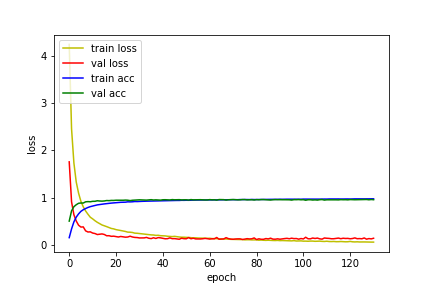 train loss
val loss
train acc
val acc
4
3
2
1
0
loss
0 20 40 60 80 100 120
epoch